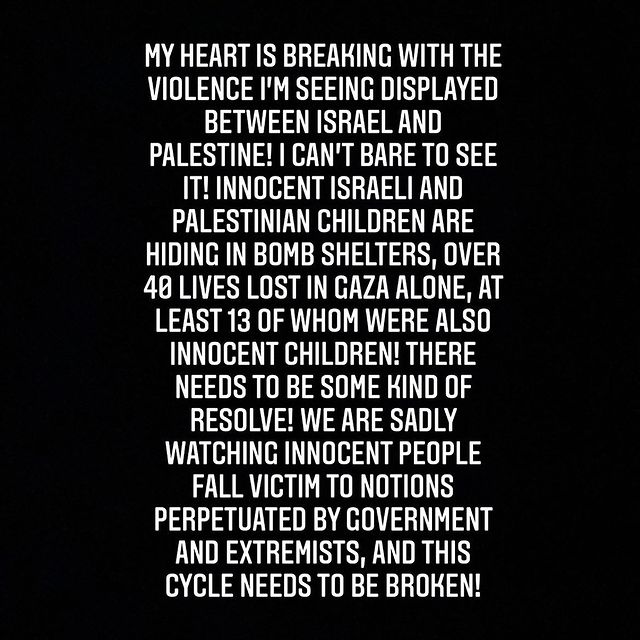 MY HEART IS BREAKING WITH THE
VIOLENCE I'M SEEING DISPLAYED
BETWEEN ISRAEL AND
PALESTINE! I CAN'T BARE TO SEE
IT! INNOCENT ISRAELI AND
PALESTINIAN CHILDREN ARE
HIDING IN BOMB SHELTERS, OVER
40 LIVES LOST IN GAZA ALONE, AT
LEAST 13 OF WHOM WERE ALSO
INNOCENT CHILDREN! THERE
NEEDS TO BE SOME KIND OF
RESOLVE! WE ARE SADLY
WATCHING INNOCENT PEOPLE
FALL VICTIM TO NOTIONS
PERPETUATED BY GOVERNMENT
AND EXTREMISTS, AND THIS
CYCLE NEEDS TO BE BROKEN!